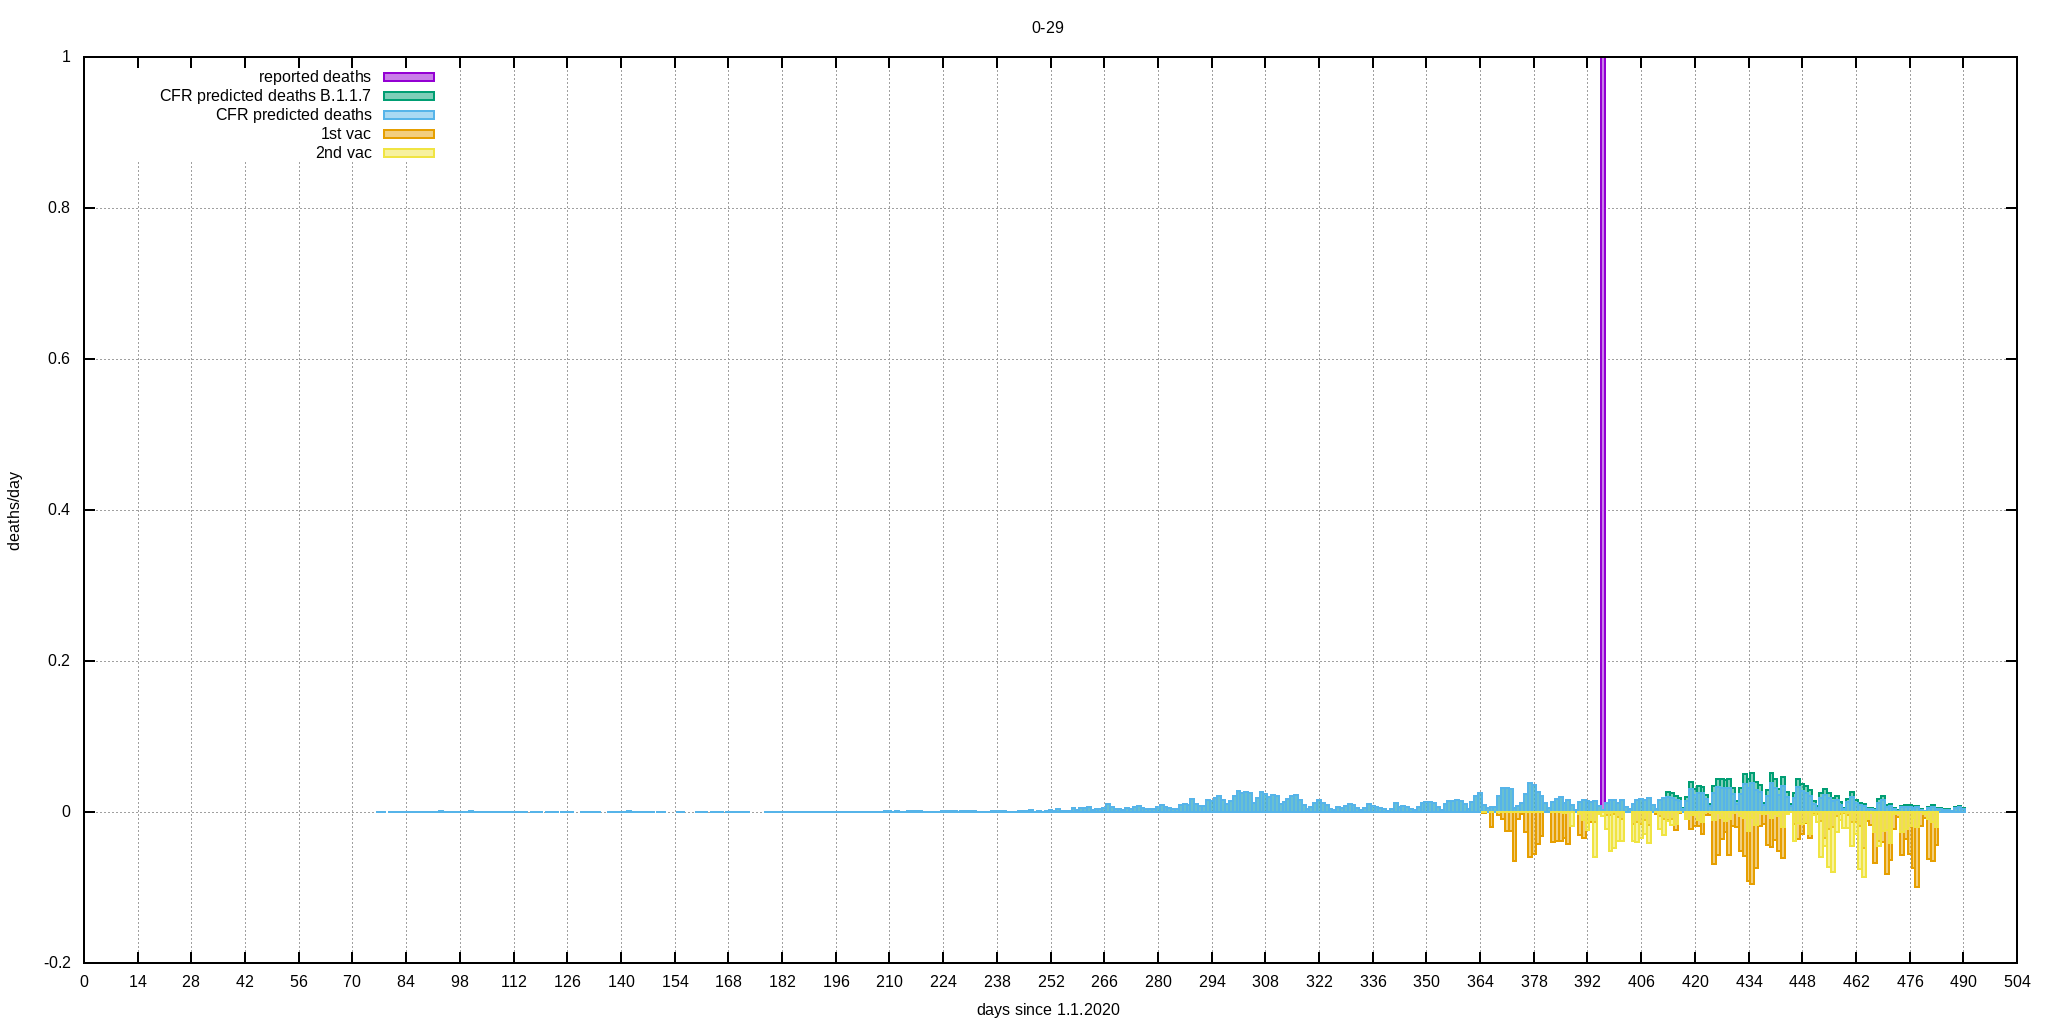 0-29
1
reported deaths
CFR predicted deaths B.1.1.7
CFR predicted deaths
1st vac
2nd vac
0.8
0.6
0.4
0.2
0
-0.2
deaths/day
0 14 28 42 56 70 84 98 112 126 140 154 168 182 196 210 224 238 252 266 280 294 308 322 336 350 364 378 392 406 420 434 448 462 476 490 504
days since 1.1.2020